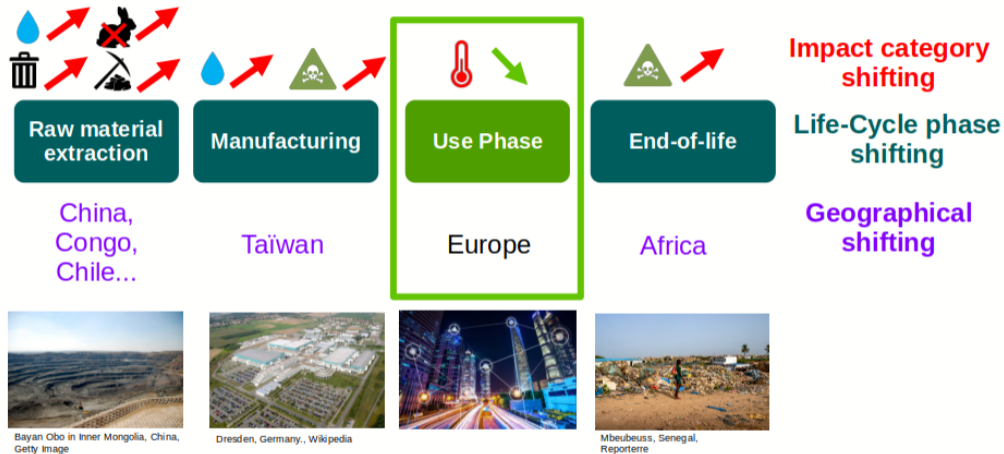 Impact category
shifting
Raw material
extraction
Manufacturing
Use Phase
End-of-life
Life-Cycle phase
shifting
China,
Congo,
Chile...
Taïwan
Europe
Africa
Geographical
shifting
Bayan Obo in Inner Mongolia, China,
Getty Image
Dresden, Germany., Wikipedia
Mbeubeuss, Senegal,
Reporterre